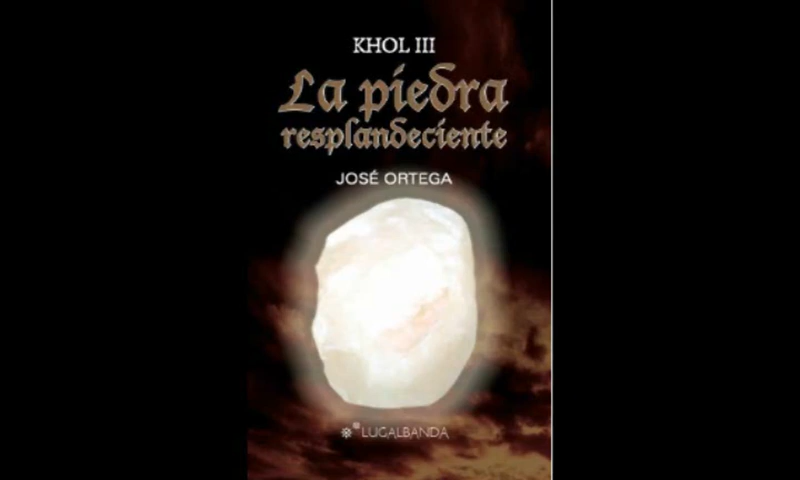 KHOL III
La piedra
resplandeciente
JOSÉ ORTEGA
LUGALBANDA